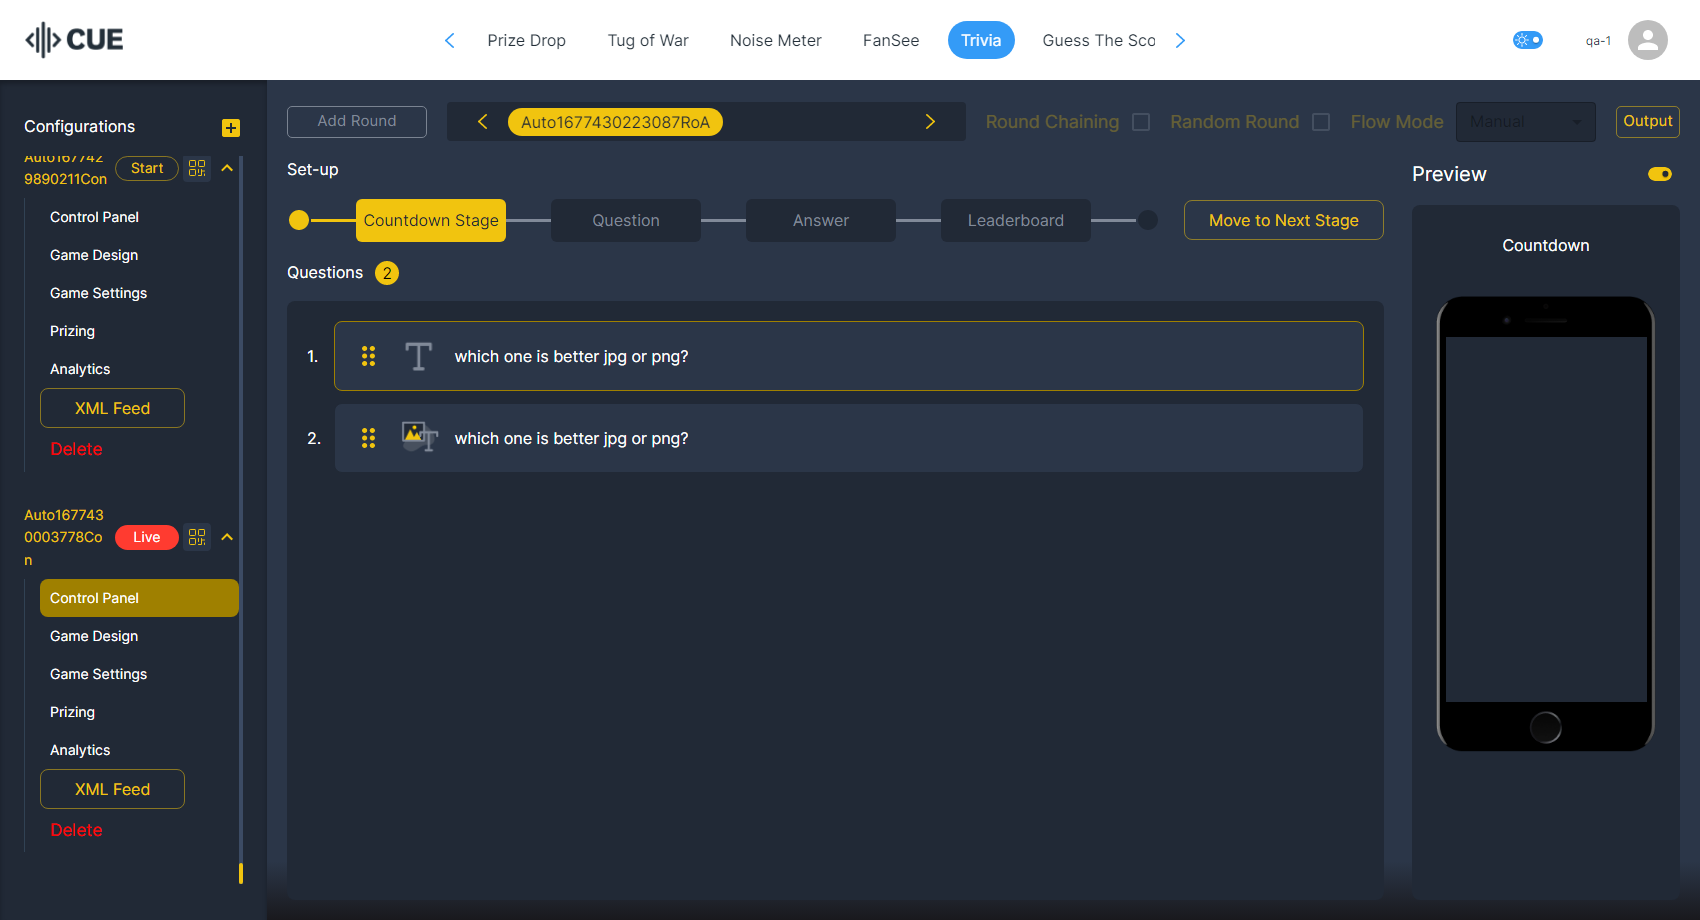 CUE
Prize Drop
Tug of War
Noise Meter
FanSee
Trivia
Guess The Sco
qa-1
Configurations
Auto167742
9890211Con
Start
Control Panel
Game Design
Game Settings
Prizing
Analytics
XML Feed
Delete
Auto167743
0003778Co
n
Live
Control Panel
Game Design
Game Settings
Prizing
Analytics
XML Feed
Delete
Add Round
Auto1677430223087RoA
Round Chaining
Random Round
Flow Mode
Manual
Output
Set-up
Countdown Stage
Question
Answer
Leaderboard
Move to Next Stage
Questions 2
1. which one is better jpg or png?
2. which one is better jpg or png?
Preview
Countdown